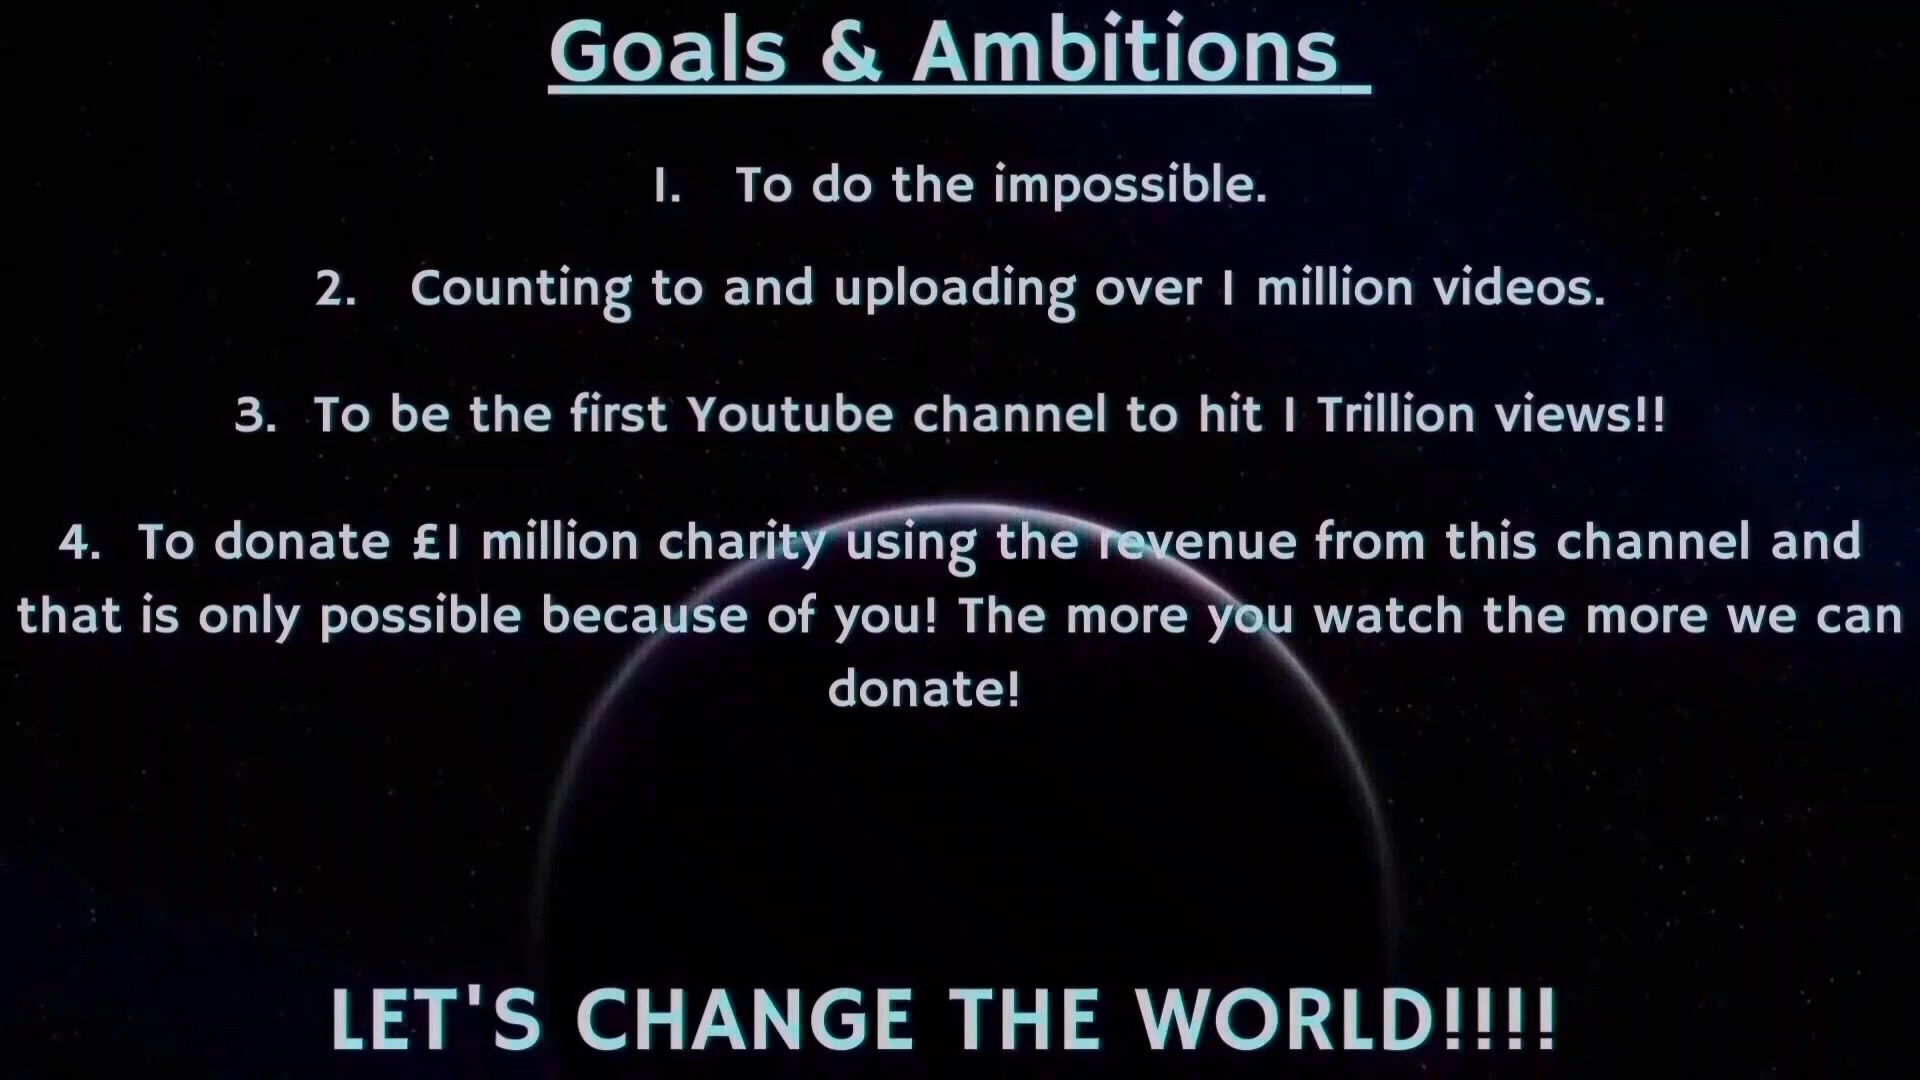 Goals & Ambitions
1. To do the impossible.
2. Counting to and uploading over 1 million videos.
3. To be the first Youtube channel to hit 1 Trillion views!!
4. To donate £1 million charity using the revenue from this channel and
that is only possible because of you! The more you watch the more we can
donate!
LET'S CHANGE THE WORLD!!!!